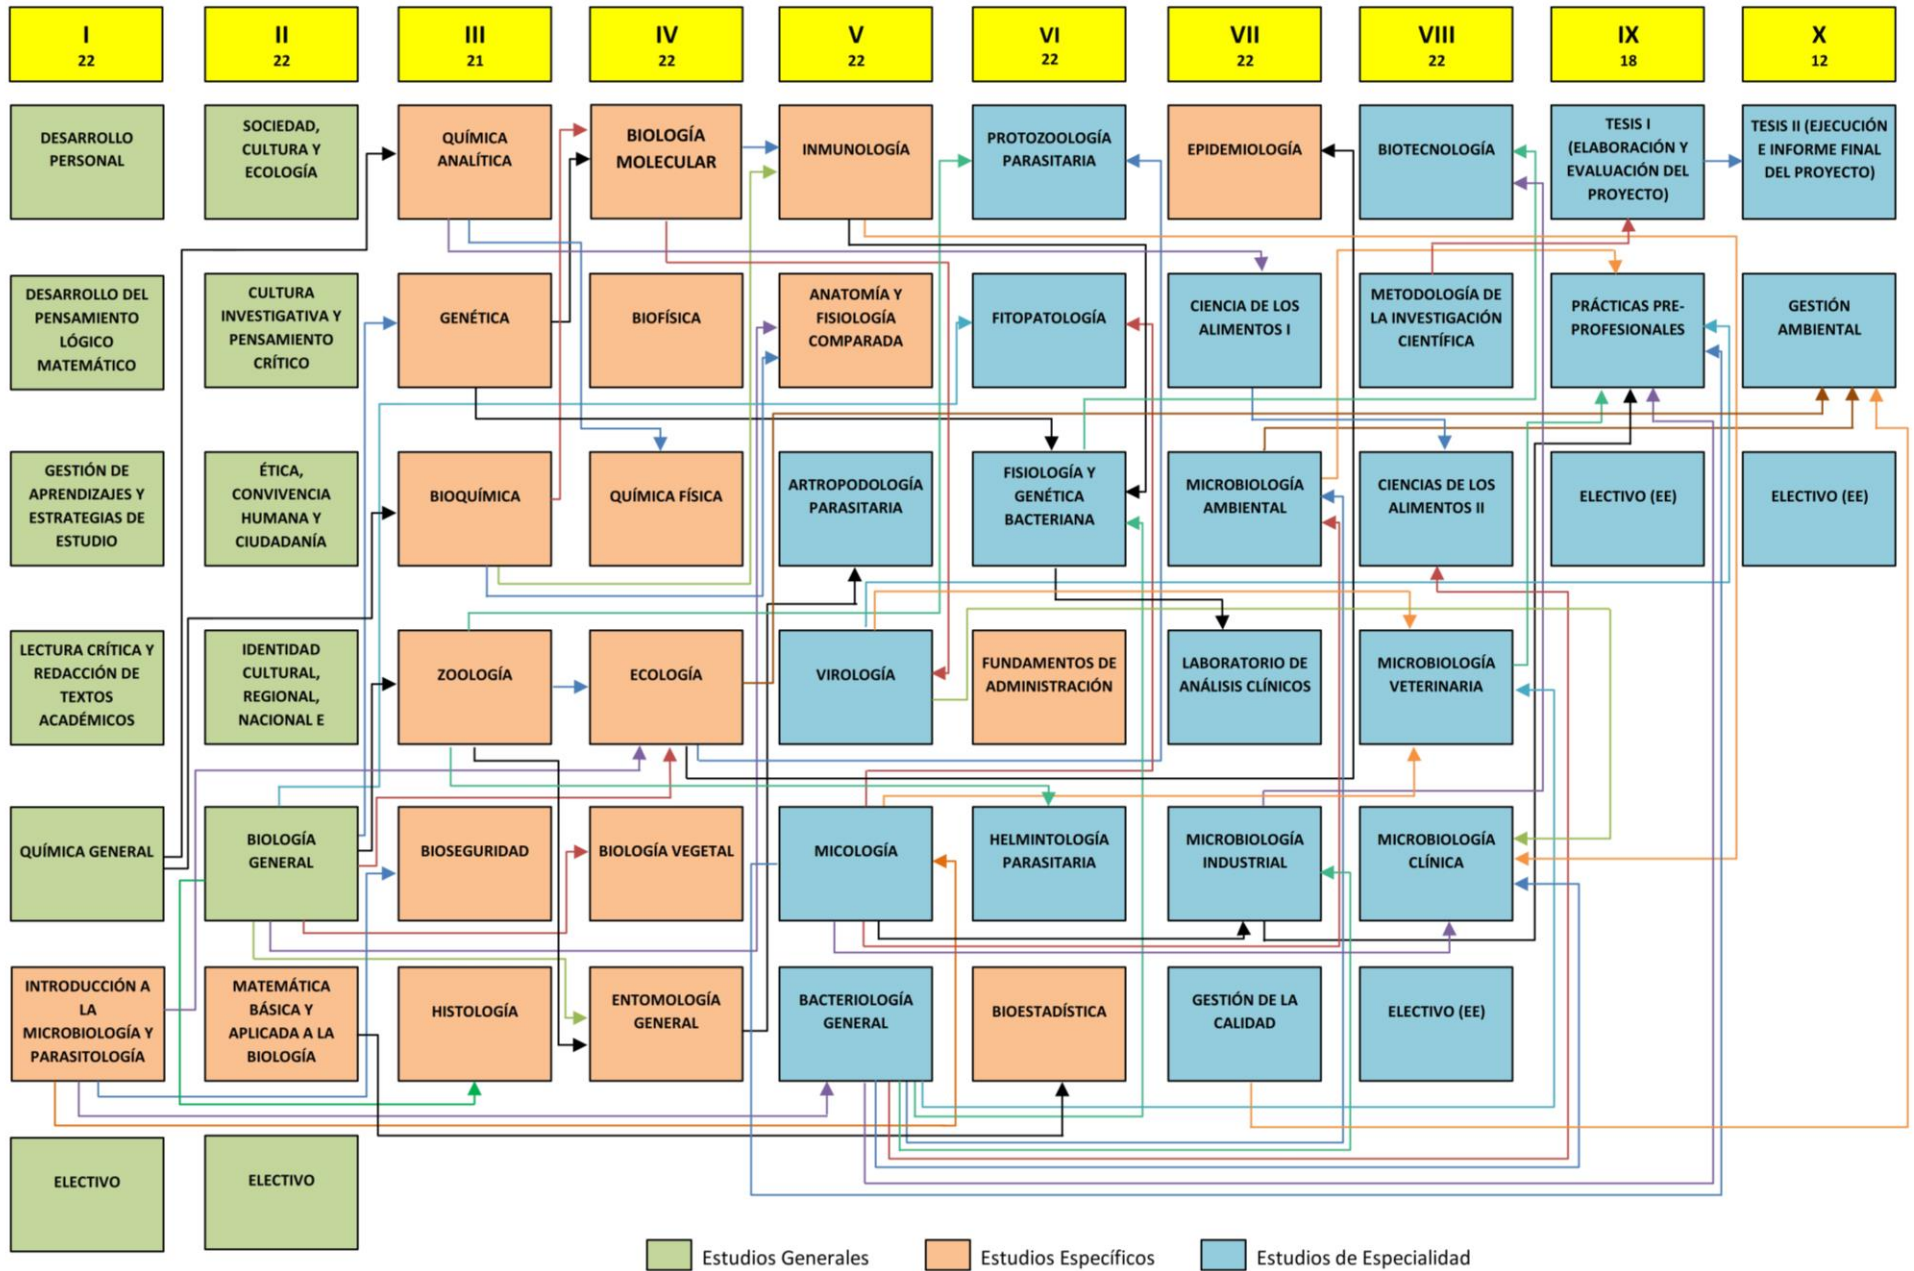 I
22
II
22
III
21
IV
22
V
22
VI
22
VII
22
VIII
22
IX
18
X
12
DESARROLLO
PERSONAL
SOCIEDAD,
CULTURA Y
ECOLOGÍA
QUÍMICA
ANALÍTICA
BIOLOGÍA
MOLECULAR
INMUNOLOGÍA
PROTOZOOLOGÍA
PARASITARIA
EPIDEMIOLOGÍA
BIOTECNOLOGÍA
TESIS I
(ELABORACIÓN Y
EVALUACIÓN DEL
PROYECTO)
TESIS II (EJECUCIÓN
E INFORME FINAL
DEL PROYECTO)
DESARROLLO DEL
PENSAMIENTO
LÓGICO
MATEMÁTICO
CULTURA
INVESTIGATIVA Y
PENSAMIENTO
CRÍTICO
GENÉTICA
BIOFÍSICA
ANATOMÍA Y
FISIOLOGÍA
COMPARADA
FITOPATOLOGÍA
CIENCIA DE LOS
ALIMENTOS I
METODOLOGÍA DE
LA INVESTIGACIÓN
CIENTÍFICA
PRÁCTICAS PRE-
PROFESIONALES
GESTIÓN
AMBIENTAL
GESTIÓN DE
APRENDIZAJES Y
ESTRATEGIAS DE
ESTUDIO
ÉTICA,
CONVIVENCIA
HUMANA Y
CIUDADANÍA
BIOQUÍMICA
QUÍMICA FÍSICA
ARTROPODOLOGÍA
PARASITARIA
FISIOLOGÍA Y
GENÉTICA
BACTERIANA
MICROBIOLOGÍA
AMBIENTAL
CIENCIAS DE LOS
ALIMENTOS II
ELECTIVO (EE)
ELECTIVO (EE)
LECTURA CRÍTICA Y
REDACCIÓN DE
TEXTOS
ACADÉMICOS
IDENTIDAD
CULTURAL,
REGIONAL,
NACIONAL E
ZOOLOGÍA
ECOLOGÍA
VIROLOGÍA
FUNDAMENTOS DE
ADMINISTRACIÓN
LABORATORIO DE
ANÁLISIS CLÍNICOS
MICROBIOLOGÍA
VETERINARIA
QUÍMICA GENERAL
BIOLOGÍA
GENERAL
BIOSEGURIDAD
BIOLOGÍA VEGETAL
MICOLOGÍA
HELMINTOLOGÍA
PARASITARIA
MICROBIOLOGÍA
INDUSTRIAL
MICROBIOLOGÍA
CLÍNICA
INTRODUCCIÓN A
LA
MICROBIOLOGÍA Y
PARASITOLOGÍA
MATEMÁTICA
BÁSICA Y
APLICADA A LA
BIOLOGÍA
HISTOLOGÍA
ENTOMOLOGÍA
GENERAL
BACTERIOLOGÍA
GENERAL
BIOESTADÍSTICA
GESTIÓN DE LA
CALIDAD
ELECTIVO (EE)
ELECTIVO
ELECTIVO
Estudios Generales
Estudios Específicos
Estudios de Especialidad